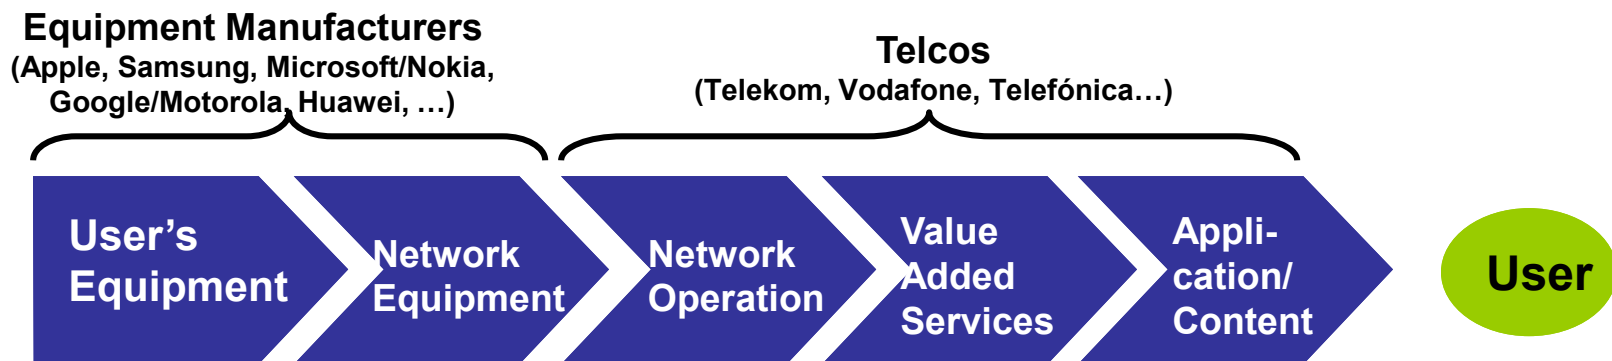 Equipment Manufacturers
(Apple, Samsung, Microsoft/Nokia,
Google/Motorola, Huawei, …)
Telcos
(Telekom, Vodafone, Telefónica…)
User’s
Equipment
Network
Equipment
Network
Operation
Value
Added
Services
Appli-
cation/
Content
User